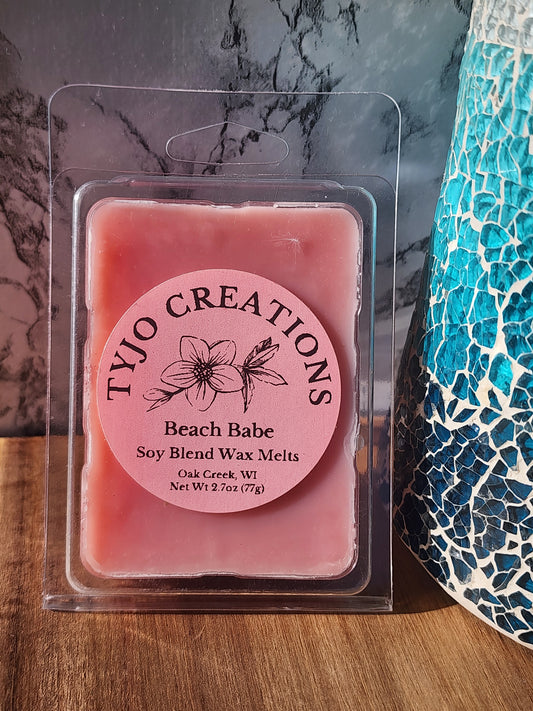 TYJO CREATIONS
Beach Babe
Soy Blend Wax Melts
Oak Creek, WI
Net Wt 2.7oz (77g)